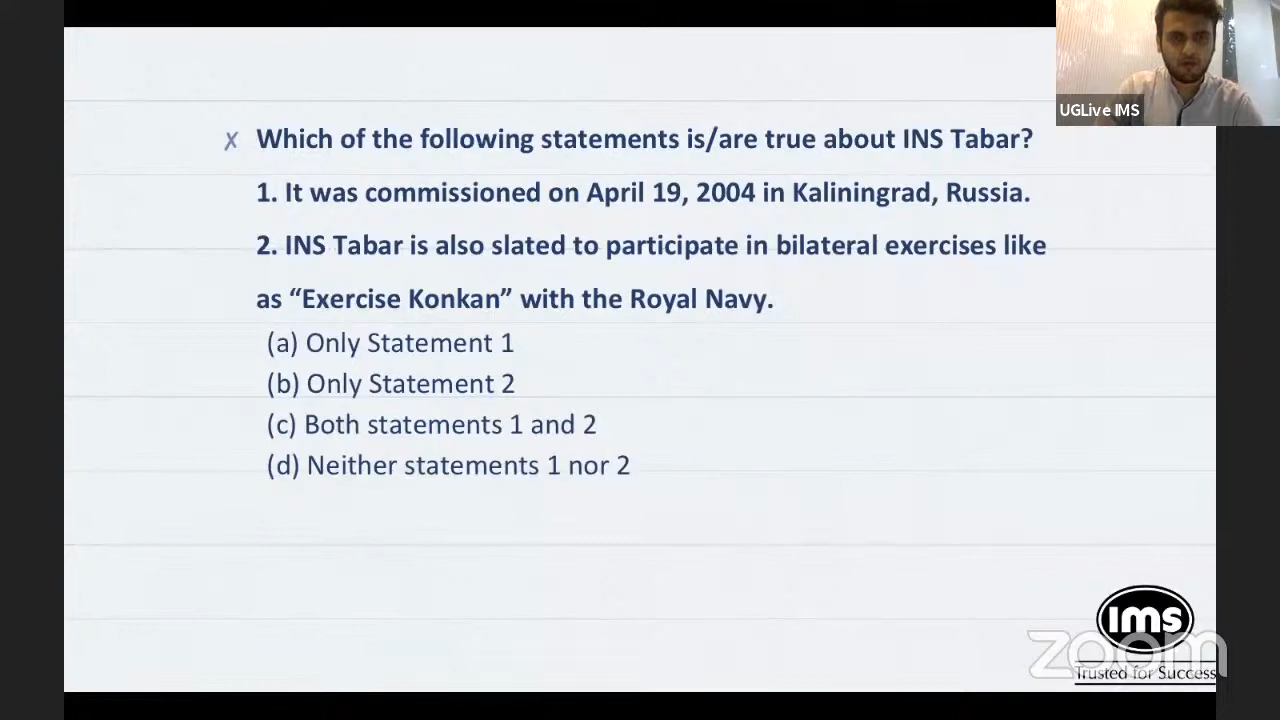 UGLive IMS
Which of the following statements is/are true about INS Tabar?
1. It was commissioned on April 19, 2004 in Kaliningrad, Russia.
2. INS Tabar is also slated to participate in bilateral exercises like
as “Exercise Konkan” with the Royal Navy.
(a) Only Statement 1
(b) Only Statement 2
(c) Both statements 1 and 2
(d) Neither statements 1 nor 2
ims
zoom
Trusted for Success